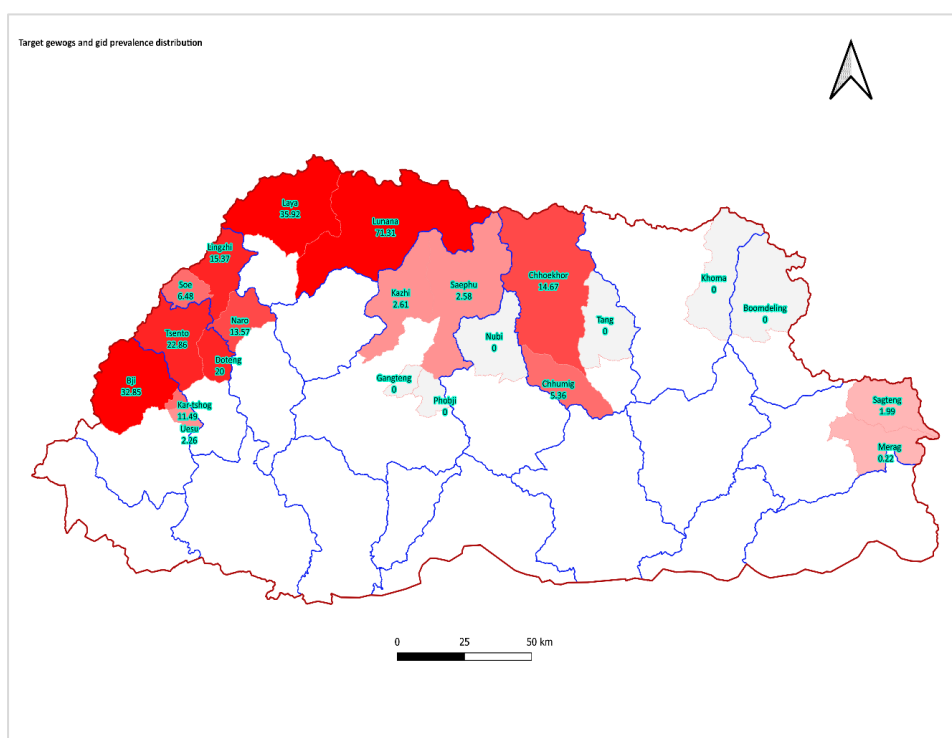 Target gewogs and gid prevalence distribution
Laya
35.92
Lunana
71.31
Lingzhi
15.37
Soe
6.48
Chhoekhor
14.67
Khoma
0
Saephu
2.58
Kazhi
2.61
Boomdeling
0
Naro
13.57
Tang
0
Tsento
22.86
Nubi
0
Doteng
20
Bji
32.85
Gangteng
0
Chhumig
5.36
Phobji
0
Kar-tshog
11.49
Uesu
2.26
Sagteng
1.99
Merag
0.22
0 25 50 km